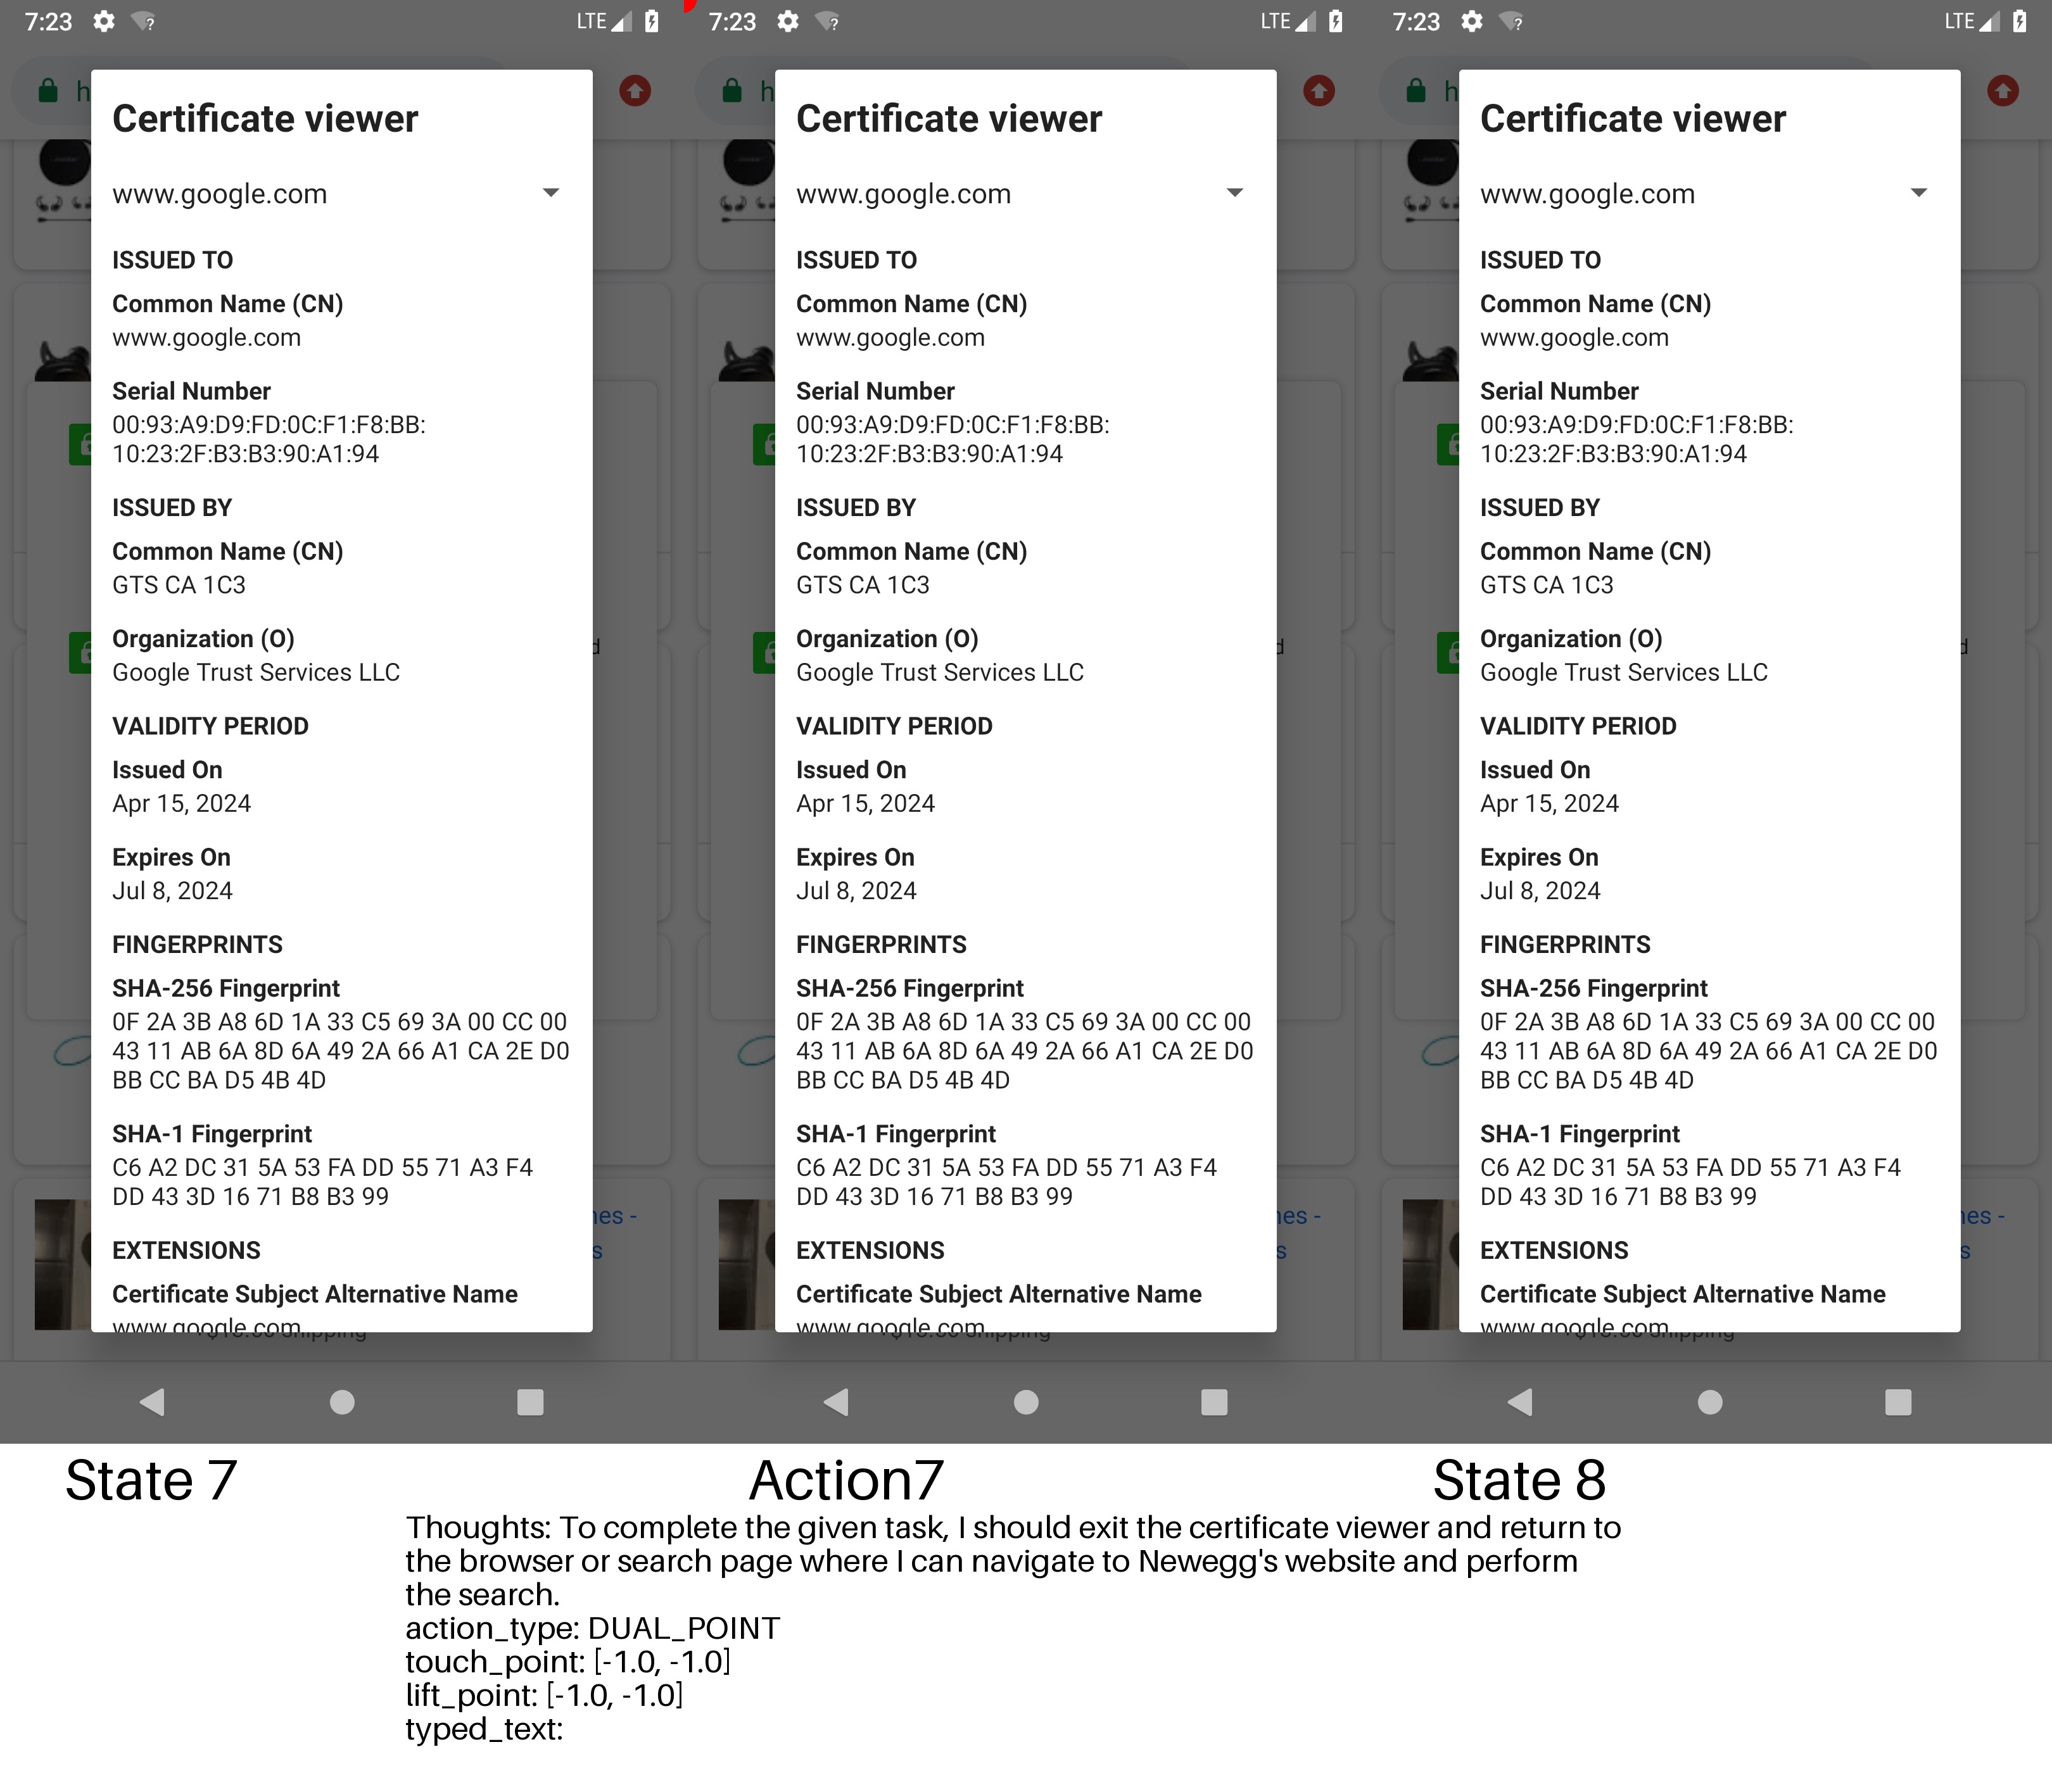 7:23
LTE
h
Certificate viewer
www.google.com
ISSUED TO
Common Name (CN)
www.google.com
Serial Number
00:93:A9:D9:FD:0C:F1:F8:BB:
10:23:2F:B3:B3:90:A1:94
ISSUED BY
Common Name (CN)
GTS CA 1C3
Organization (O)
Google Trust Services LLC
d
VALIDITY PERIOD
Issued On
Apr 15, 2024
Expires On
Jul 8, 2024
FINGERPRINTS
SHA-256 Fingerprint
0F 2A 3B A8 6D 1A 33 C5 69 3A 00 CC 00
43 11 AB 6A 8D 6A 49 2A 66 A1 CA 2E D0
BB CC BA D5 4B 4D
SHA-1 Fingerprint
C6 A2 DC 31 5A 53 FA DD 55 71 A3 F4
DD 43 3D 16 71 B8 B3 99
nes -
s
EXTENSIONS
Certificate Subject Alternative Name
www.google.com
shipping
State 7
7:23
LTE
h
Certificate viewer
www.google.com
ISSUED TO
Common Name (CN)
www.google.com
Serial Number
00:93:A9:D9:FD:0C:F1:F8:BB:
10:23:2F:B3:B3:90:A1:94
ISSUED BY
Common Name (CN)
GTS CA 1C3
Organization (O)
Google Trust Services LLC
d
VALIDITY PERIOD
Issued On
Apr 15, 2024
Expires On
Jul 8, 2024
FINGERPRINTS
SHA-256 Fingerprint
0F 2A 3B A8 6D 1A 33 C5 69 3A 00 CC 00
43 11 AB 6A 8D 6A 49 2A 66 A1 CA 2E D0
BB CC BA D5 4B 4D
SHA-1 Fingerprint
C6 A2 DC 31 5A 53 FA DD 55 71 A3 F4
DD 43 3D 16 71 B8 B3 99
nes -
s
EXTENSIONS
Certificate Subject Alternative Name
www.google.com
shipping
Action7
7:23
LTE
h
Certificate viewer
www.google.com
ISSUED TO
Common Name (CN)
www.google.com
Serial Number
00:93:A9:D9:FD:0C:F1:F8:BB:
10:23:2F:B3:B3:90:A1:94
ISSUED BY
Common Name (CN)
GTS CA 1C3
Organization (O)
Google Trust Services LLC
d
VALIDITY PERIOD
Issued On
Apr 15, 2024
Expires On
Jul 8, 2024
FINGERPRINTS
SHA-256 Fingerprint
0F 2A 3B A8 6D 1A 33 C5 69 3A 00 CC 00
43 11 AB 6A 8D 6A 49 2A 66 A1 CA 2E D0
BB CC BA D5 4B 4D
SHA-1 Fingerprint
C6 A2 DC 31 5A 53 FA DD 55 71 A3 F4
DD 43 3D 16 71 B8 B3 99
nes -
s
EXTENSIONS
Certificate Subject Alternative Name
www.google.com
shipping
State 8
Thoughts: To complete the given task, I should exit the certificate viewer and return to
the browser or search page where I can navigate to Newegg's website and perform
the search.
action_type: DUAL_POINT
touch_point: [-1.0, -1.0]
lift_point: [-1.0, -1.0]
typed_text: